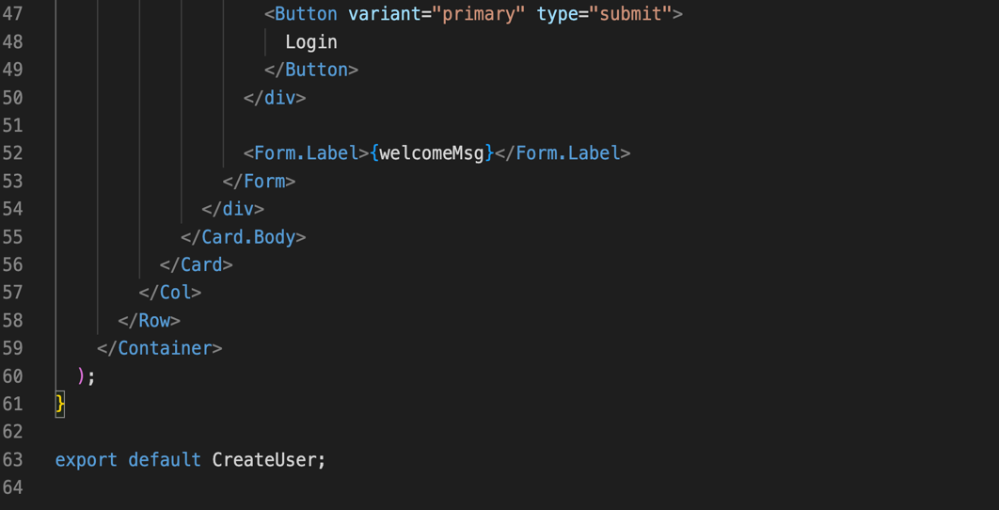 47 <Button variant="primary" type="submit">
48 Login
49 </Button>
50 </div>
51
52 <Form.Label>{welcomeMsg}</Form.Label>
53 </Form>
54 </div>
55 </Card.Body>
56 </Card>
57 </Col>
58 </Row>
59 </Container>
60 );
61 }
62
63 export default CreateUser;
64